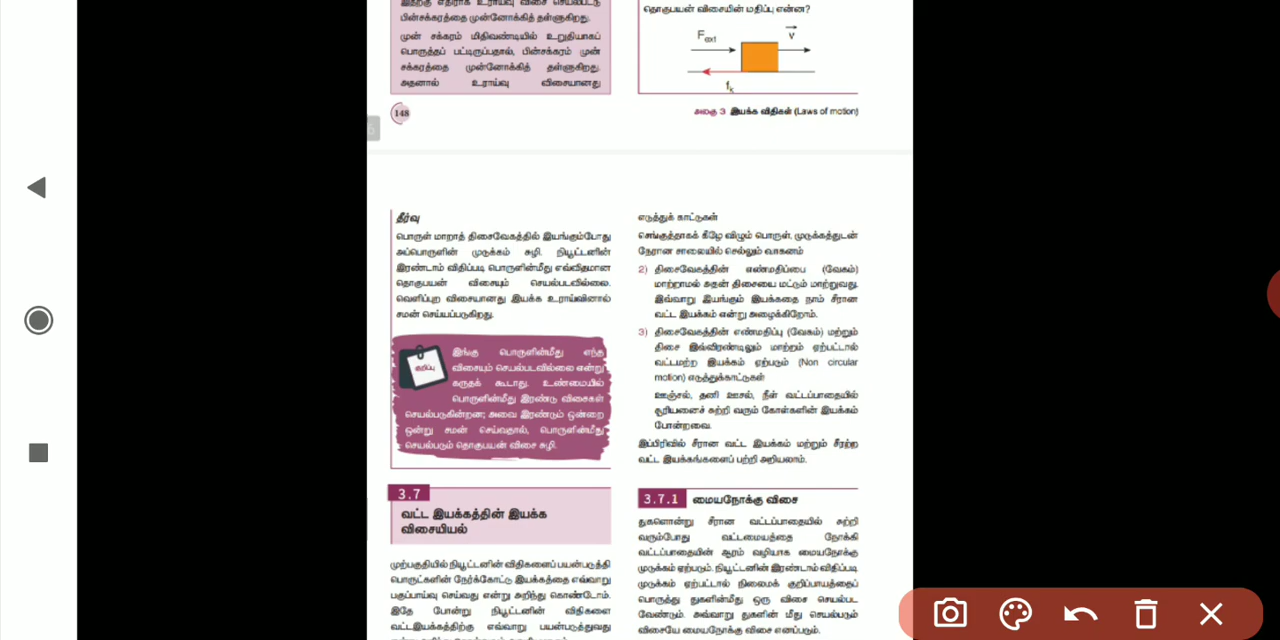 பின்சக்கரத்தை முன்னோக்கித் தள்ளுகிறது.
முன் சக்கரம் மிதிவண்டியில் உறுதியாகப்
பொருத்தப் பட்டிருப்பதால், பின்சக்கரம் முன்
சக்கரத்தை முன்னோக்கித் தள்ளுகிறது.
அதனால் உராய்வு விசையானது
148
தொகுபயன் விசையின் மதிப்பு என்ன?
F ext
v
f k
அலகு 3 இயக்க விதிகள் (Laws of motion)
தீர்வு
பொருள் மாறாத் திசைவேகத்தில் இயங்கும்போது
அப்பொருளின் முடுக்கம் சுழி. நியூட்டனின்
இரண்டாம் விதிப்படி பொருளின்மீது எவ்விதமான
தொகுபயன் விசையும் செயல்படவில்லை.
வெளிப்புற விசையானது இயக்க உராய்வினால்
சமன் செய்யப்படுகிறது.
குறிப்பு
இங்கு பொருளின்மீது எந்த
விசையும் செயல்படவில்லை என்று
கருதக் கூடாது. உண்மையில்
பொருளின்மீது இரண்டு விசைகள்
செயல்படுகின்றன; அவை இரண்டும் ஒன்றை
ஒன்று சமன் செய்வதால், பொருளின்மீது
செயல்படும் தொகுபயன் விசை சுழி.
3.7
வட்ட இயக்கத்தின் இயக்க
விசையியல்
முற்பகுதியில் நியூட்டனின் விதிகளைப் பயன்படுத்தி
பொருட்களின் நேர்க்கோட்டு இயக்கத்தை எவ்வாறு
பகுப்பாய்வு செய்வது என்று அறிந்து கொண்டோம்.
இதே போன்று நியூட்டனின் விதிகளை
வட்டஇயக்கத்திற்கு எவ்வாறு பயன்படுத்துவது
எடுத்துக் காட்டுகள்
செங்குத்தாகக் கீழே விழும் பொருள், முடுக்கத்துடன்
நேரான சாலையில் செல்லும் வாகனம்
2) திசைவேகத்தின் எண்மதிப்பை (வேகம்)
மாற்றாமல் அதன் திசையை மட்டும் மாற்றுவது.
இவ்வாறு இயங்கும் இயக்கதை நாம் சீரான
வட்ட இயக்கம் என்று அழைக்கிறோம்.
3) திசைவேகத்தின் எண்மதிப்பு (வேகம்) மற்றும்
திசை இவ்விரண்டிலும் மாற்றம் ஏற்பட்டால்
வட்டமற்ற இயக்கம் ஏற்படும் (Non circular
motion) எடுத்துக்காட்டுகள்
ஊஞ்சல், தனி ஊசல், நீள் வட்டப்பாதையில்
சூரியனைச் சுற்றி வரும் கோள்களின் இயக்கம்
போன்றவை.
இப்பிரிவில் சீரான வட்ட இயக்கம் மற்றும் சீரற்ற
வட்ட இயக்கங்களைப் பற்றி அறியலாம்.
3.7.1 மையநோக்கு விசை
துகளொன்று சீரான வட்டப்பாதையில் சுற்றி
வரும்போது வட்டமையத்தை நோக்கி
வட்டப்பாதையின் ஆரம் வழியாக மையநோக்கு
முடுக்கம் ஏற்படும். நியூட்டனின் இரண்டாம் விதிப்படி
முடுக்கம் ஏற்பட்டால் நிலைமக் குறிப்பாயத்தைப்
பொருத்து துகளின்மீது ஒரு விசை செயல்பட
வேண்டும். அவ்வாறு துகளின் மீது செயல்படும்
விசையே மையநோக்கு விசை எனப்படும்.